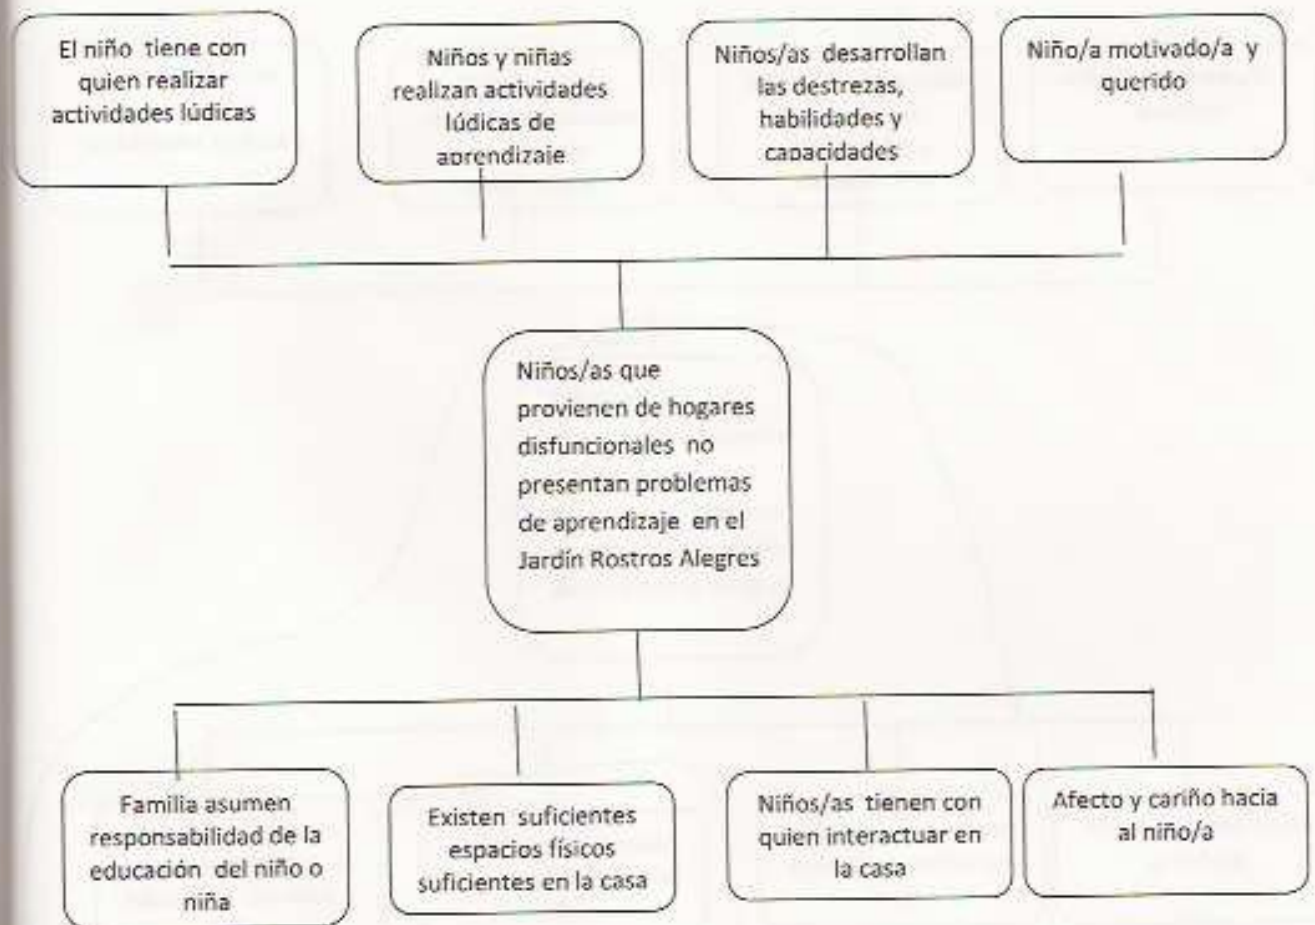 El niño tiene con
quien realizar
actividades lúdicas
Niños y niñas
realizan actividades
lúdicas de
aprendizaje
Niños/as desarrollan
las destrezas,
habilidades y
capacidades
Niño/a motivado/a y
querido
Niños/as que
provienen de hogares
disfuncionales no
presentan problemas
de aprendizaje en el
Jardín Rostros Alegres
Familia asumen
responsabilidad de la
educación del niño o
niña
Existen suficientes
espacios físicos
suficientes en la casa
Niños/as tienen con
quien interactuar en
la casa
Afecto y cariño hacia
al niño/a